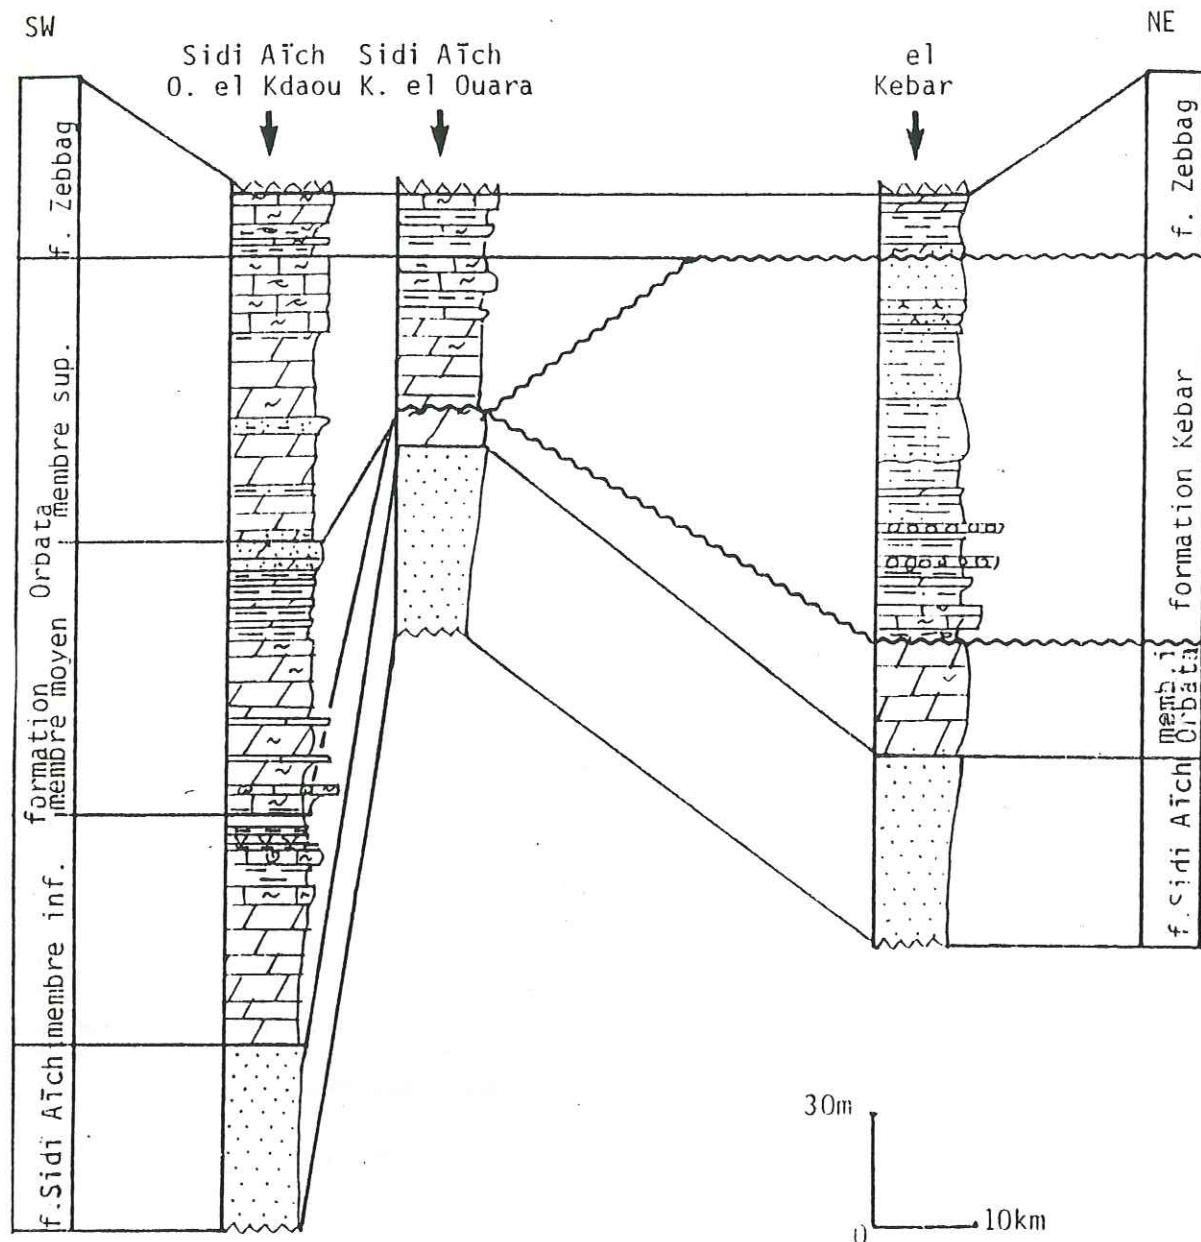 SW
NE
Sidi Aïch
O. el Kdaou
Sidi Aïch
K. el Ouara
el
Kebar
f. Zebbag
formation Orbata
membre sup.
membre moyen
membre inf.
f.Sidi Aïch
f. Zebbag
formation Kebar
memb i
Orbata
f.Sidi Aïch
30m
0
10km